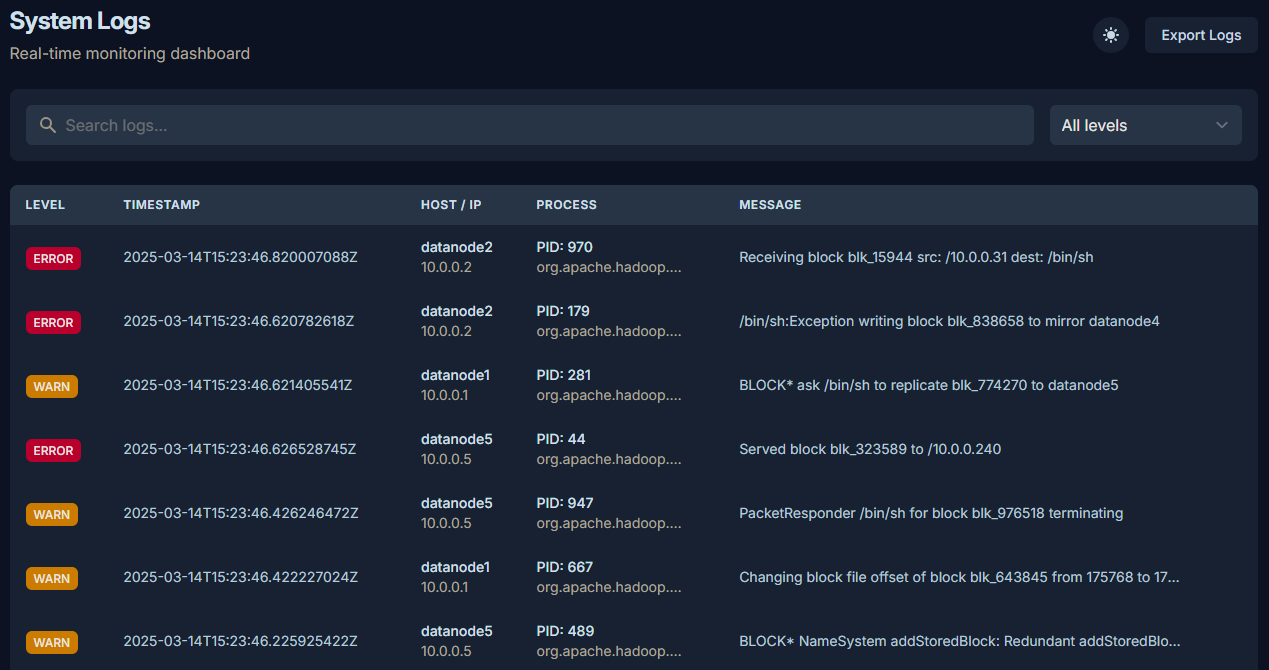 System Logs
Real-time monitoring dashboard
Export Logs
Search logs...
All levels
LEVEL TIMESTAMP HOST / IP PROCESS MESSAGE
ERROR 2025-03-14T15:23:46.820007088Z datanode2 PID: 970 Receiving block blk_15944 src: /10.0.0.31 dest: /bin/sh
10.0.0.2 org.apache.hadoop....
ERROR 2025-03-14T15:23:46.620782618Z datanode2 PID: 179 /bin/sh:Exception writing block blk_838658 to mirror datanode4
10.0.0.2 org.apache.hadoop....
WARN 2025-03-14T15:23:46.621405541Z datanode1 PID: 281 BLOCK* ask /bin/sh to replicate blk_774270 to datanode5
10.0.0.1 org.apache.hadoop....
ERROR 2025-03-14T15:23:46.626528745Z datanode5 PID: 44 Served block blk_323589 to /10.0.0.240
10.0.0.5 org.apache.hadoop....
WARN 2025-03-14T15:23:46.426246472Z datanode5 PID: 947 PacketResponder /bin/sh for block blk_976518 terminating
10.0.0.5 org.apache.hadoop....
WARN 2025-03-14T15:23:46.422227024Z datanode1 PID: 667 Changing block file offset of block blk_643845 from 175768 to 17...
10.0.0.1 org.apache.hadoop....
WARN 2025-03-14T15:23:46.225925422Z datanode5 PID: 489 BLOCK* NameSystem addStoredBlock: Redundant addStoredBlo...
10.0.0.5 org.apache.hadoop....